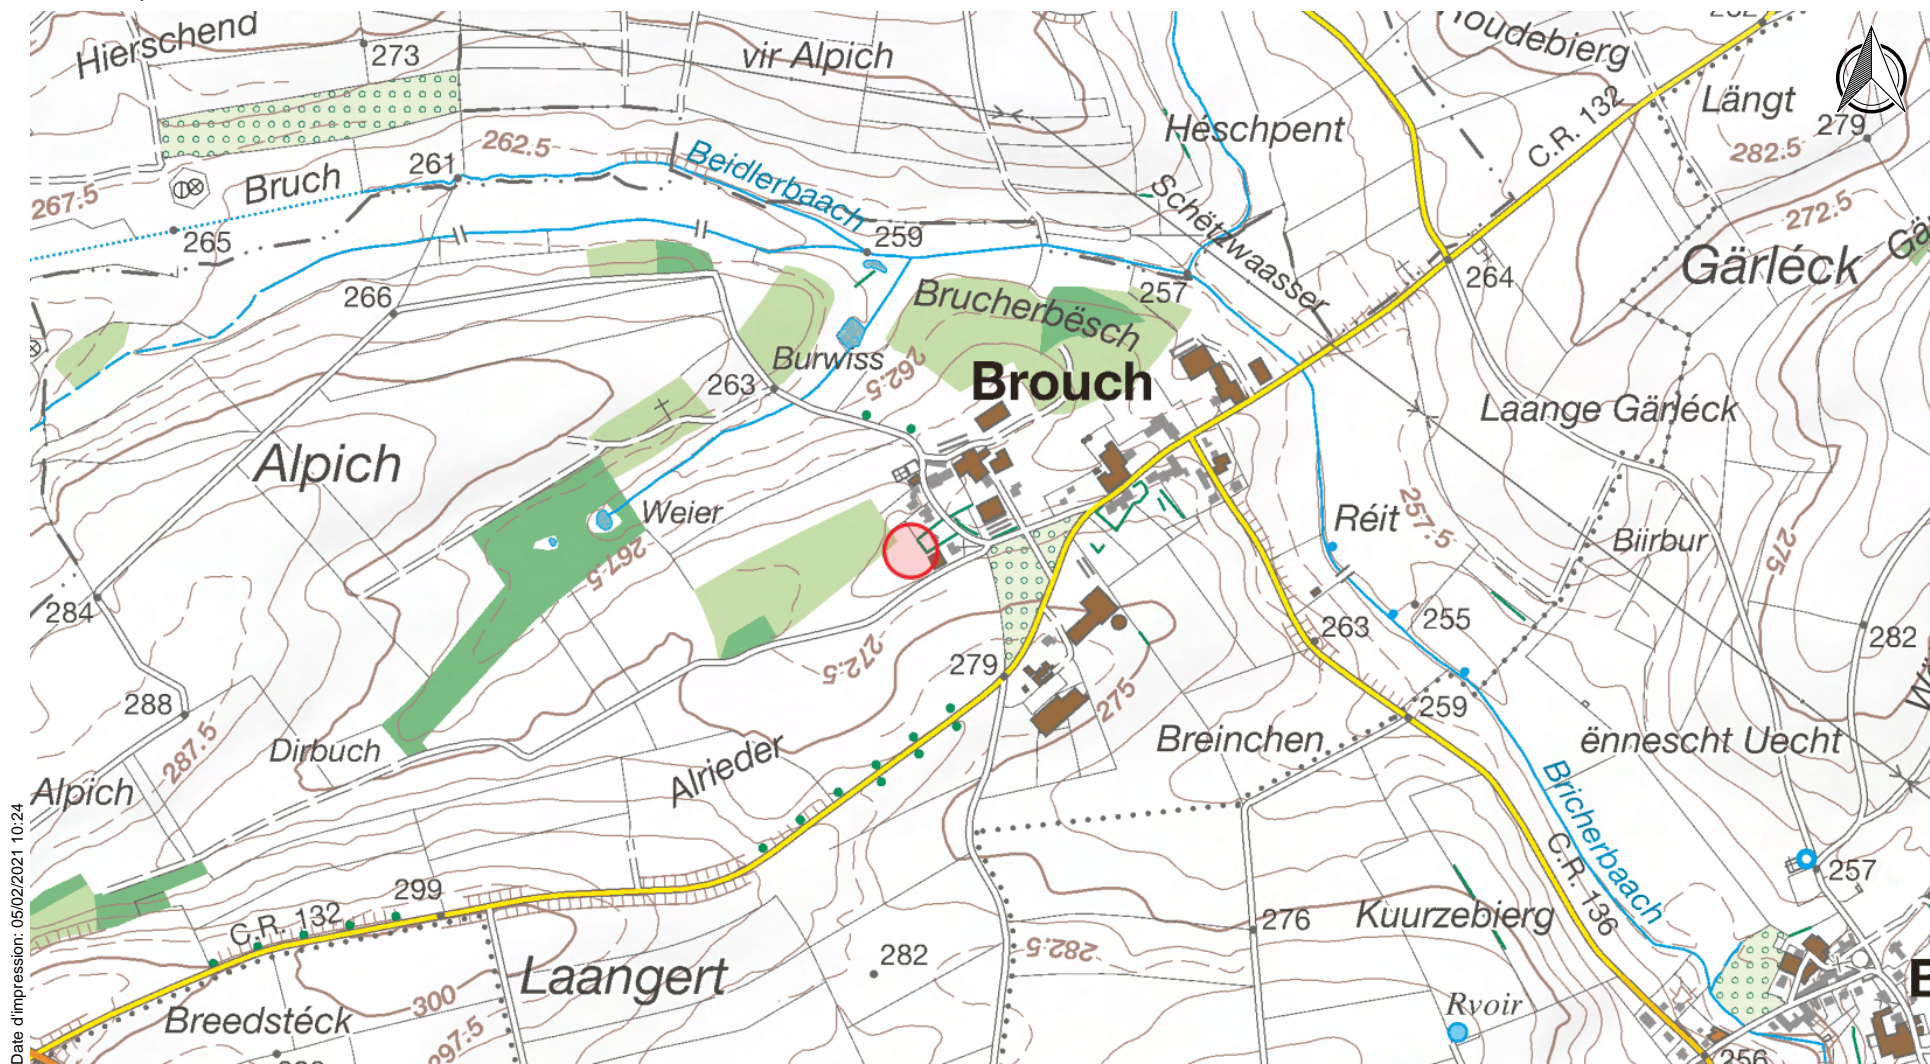 Hierschend
273
vir Alpich
Längt
279
C.R. 132
Héschpent
282.5
262.5
261
Beidlerbaach
Bruch
267.5
265
259
Schëtzwaasser
272.5
Gärléck
264
266
257
Brucherbësch
Burwiss
262.5
263
Brouch
Laange Gärléck
Alpich
Weier
267.5
Réit
257.5
Biirbur
275
284
255
263
282
272.5
279
275
288
259
287.5
Dirbuch
Alrieder
Breinchen
ënnescht Uecht
Alpich
Bricherbaach
C.R. 136
257
299
C.R. 132
276
Kuurzebierg
282.5
282
Laangert
300
Breedstéck
297.5
Ryoir
256
Date d'impression: 05/02/2021 10:24